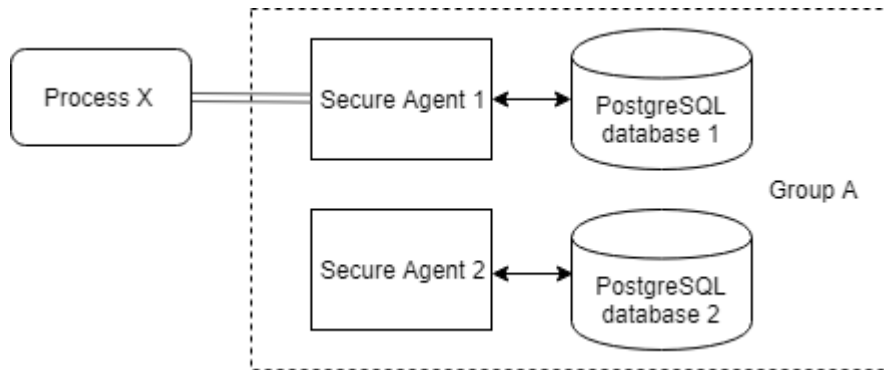 Process X
Secure Agent 1
PostgreSQL
database 1
Group A
Secure Agent 2
PostgreSQL
database 2